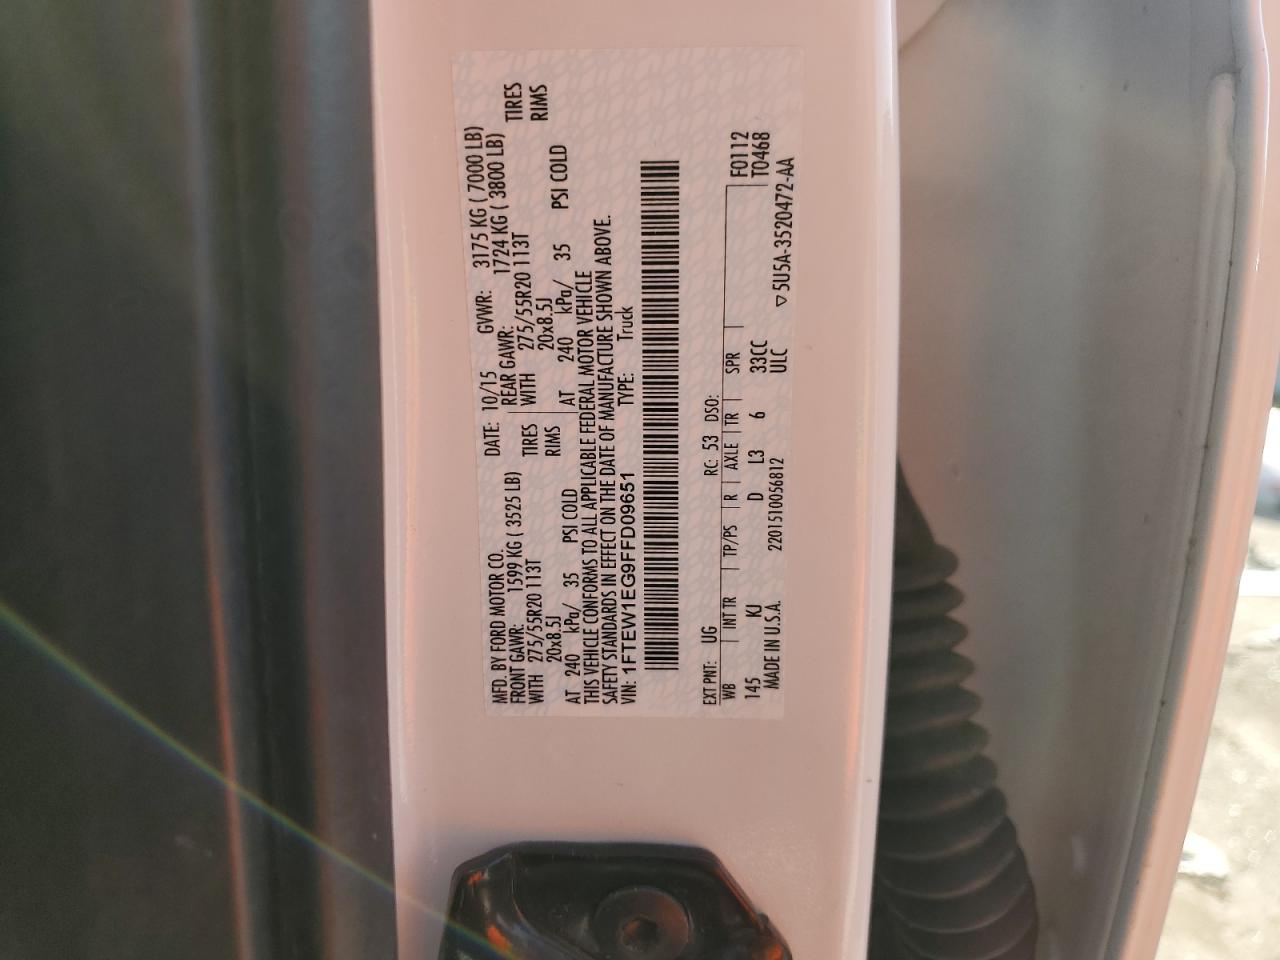 MFD. BY FORD MOTOR CO. DATE: 10/15 GVWR: 3175 KG ( 7000 LB)
FRONT GAWR: 1599 KG ( 3525 LB) REAR GAWR: 1724 KG ( 3800 LB)
WITH 275/55R20 113T TIRES WITH 275/55R20 113T TIRES
20x8.5J RIMS 20x8.5J RIMS
AT 240 kPa/ 35 PSI COLD AT 240 kPa/ 35 PSI COLD
THIS VEHICLE CONFORMS TO ALL APPLICABLE FEDERAL MOTOR VEHICLE
SAFETY STANDARDS IN EFFECT ON THE DATE OF MANUFACTURE SHOWN ABOVE.
VIN: 1FTEW1EG9FFD09651 TYPE: Truck
EXT PNT: UG RC: 53 DSO:
WB INT TR TP/PS R AXLE TR SPR F0112
145 KJ D L3 6 33CC T0468
MADE IN U.S.A. 2201510056812 ULC ▽5U5A-3520472-AA